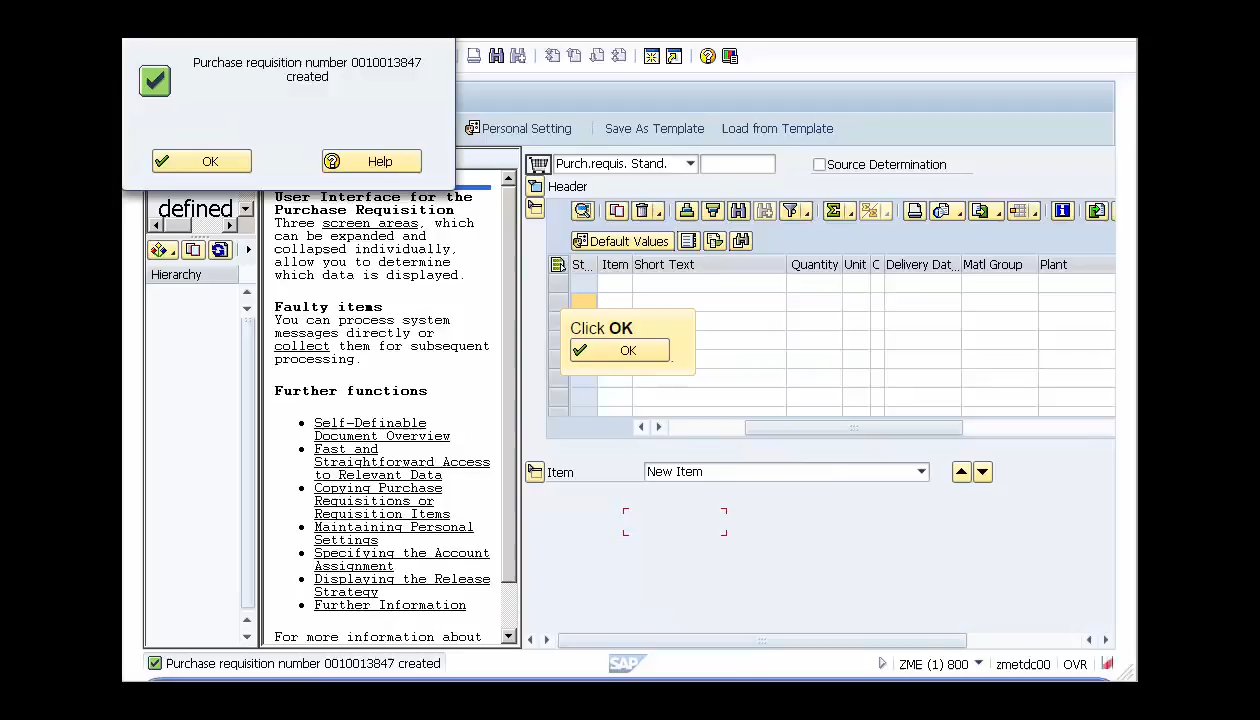 Purchase requisition number 0010013847
created
OK
Help
Personal Setting
Save As Template
Load from Template
Purch.requis. Stand.
Source Determination
Header
defined
User Interface for the
Purchase Requisition
Three screen areas, which
can be expanded and
collapsed individually,
allow you to determine
which data is displayed.
Hierarchy
Faulty items
You can process system
messages directly or
collect them for subsequent
processing.
Further functions
• Self-Definable
Document Overview
• Fast and
Straightforward Access
to Relevant Data
• Copying Purchase
Requisitions or
Requisition Items
• Maintaining Personal
Settings
• Specifying the Account
Assignment
• Displaying the Release
Strategy
• Further Information
For more information about
Default Values
St... Item Short Text Quantity Unit C Delivery Dat... Matl Group Plant
Click OK
OK
.
Item New Item
Purchase requisition number 0010013847 created
SAP
ZME (1) 800
zmetdc00
OVR